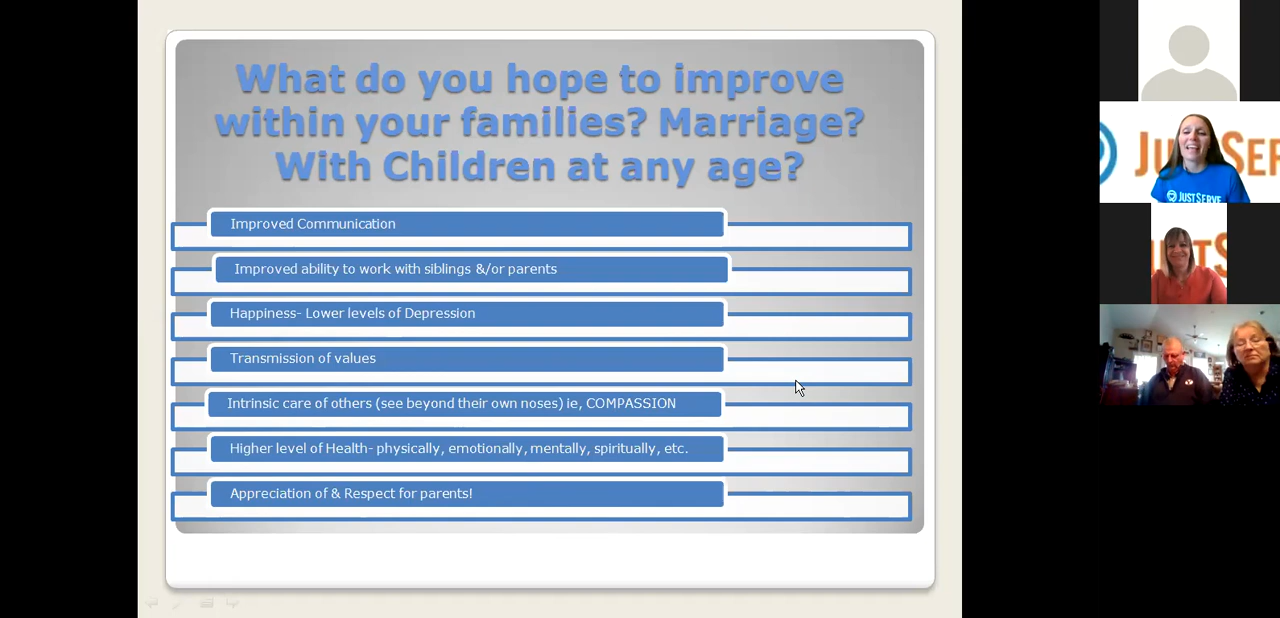 What do you hope to improve
within your families? Marriage?
With Children at any age?
Improved Communication
Improved ability to work with siblings &/or parents
Happiness- Lower levels of Depression
Transmission of values
Intrinsic care of others (see beyond their own noses) ie, COMPASSION
Higher level of Health- physically, emotionally, mentally, spiritually, etc.
Appreciation of & Respect for parents!
JUSTSERVE